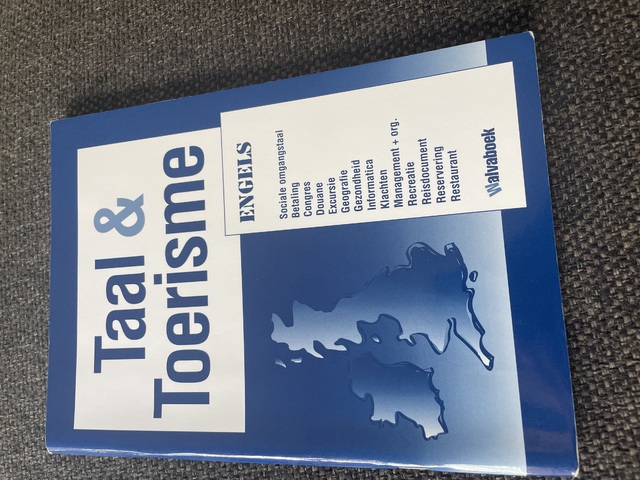 Taal &
Toerisme
ENGELS
Sociale omgangstaal
Betaling
Congres
Douane
Excursie
Geografie
Gezondheid
Informatica
Klachten
Management + org.
Recreatie
Reisdocument
Reservering
Restaurant
Walvaboek